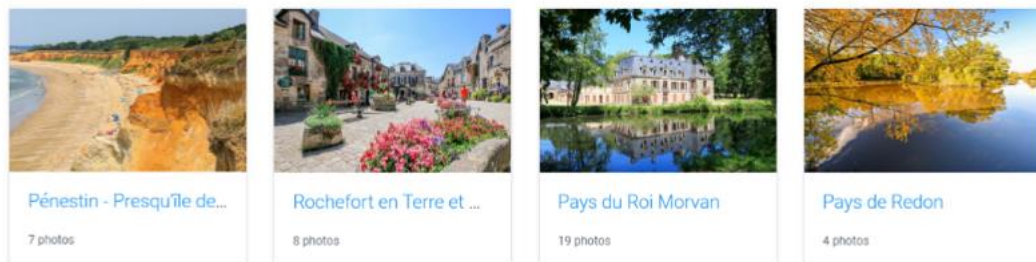 Pénestin - Presqu'île de...
7 photos
Rochefort en Terre et ...
8 photos
Pays du Roi Morvan
19 photos
Pays de Redon
4 photos